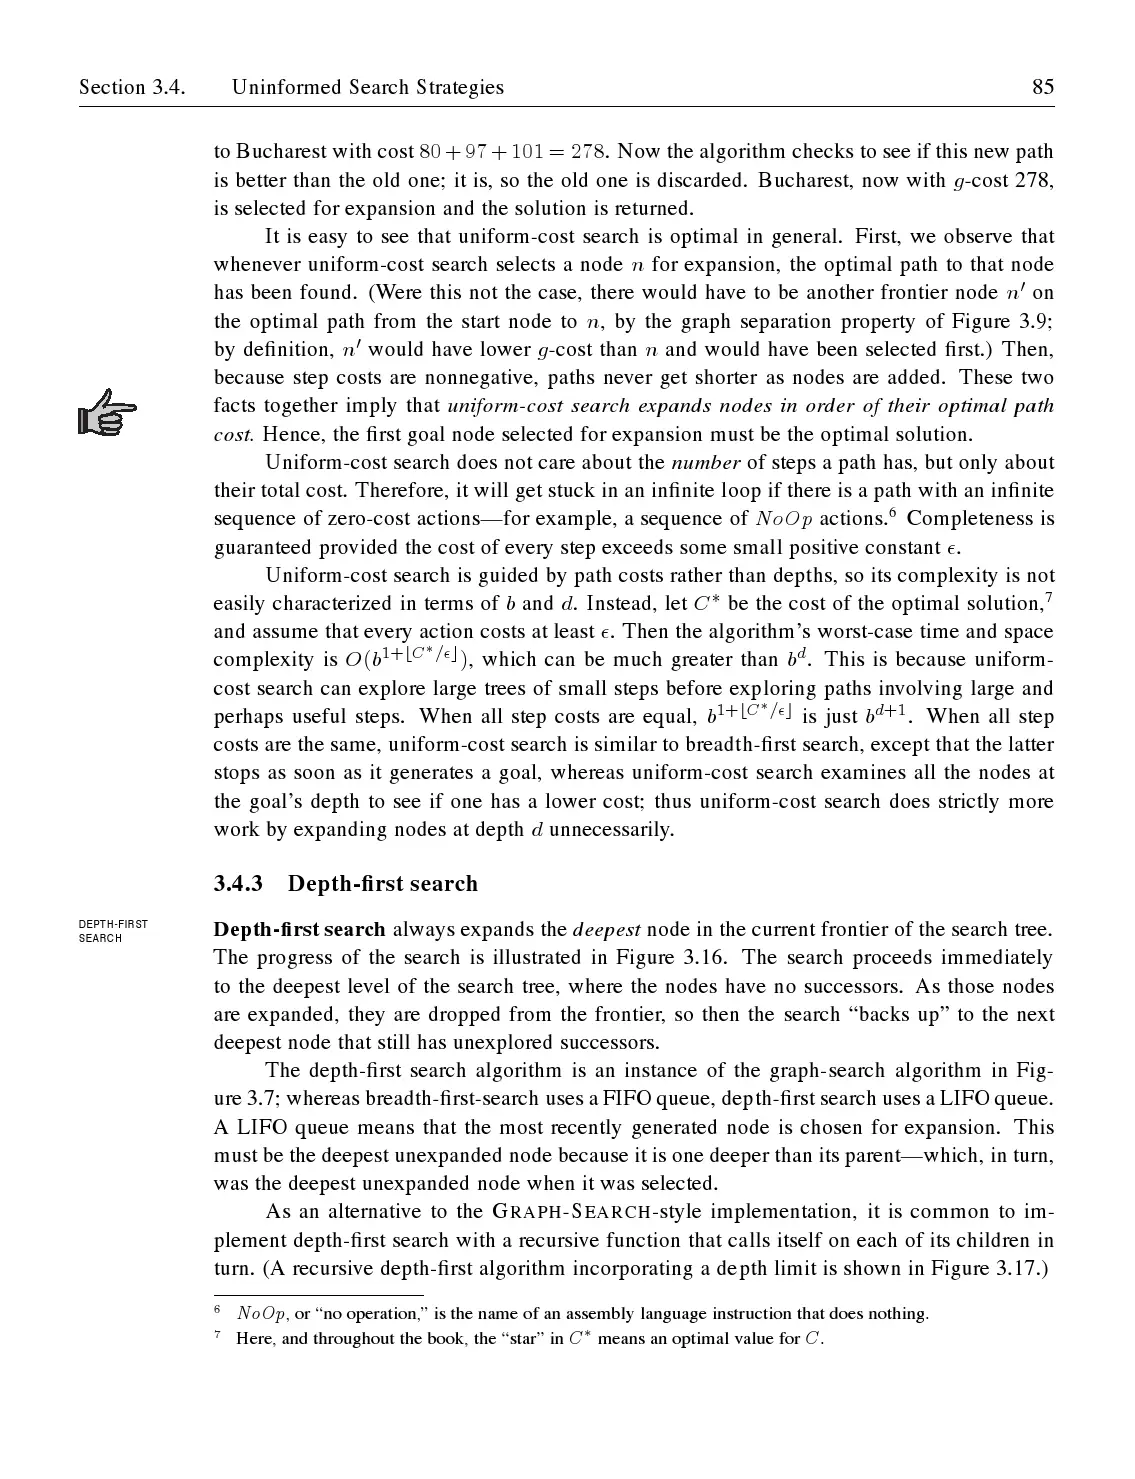 Section 3.4. Uninformed Search Strategies 85
to Bucharest with cost 80 + 97 + 101 = 278. Now the algorithm checks to see if this new path
is better than the old one; it is, so the old one is discarded. Bucharest, now with g-cost 278,
is selected for expansion and the solution is returned.
It is easy to see that uniform-cost search is optimal in general. First, we observe that
whenever uniform-cost search selects a node n for expansion, the optimal path to that node
has been found. (Were this not the case, there would have to be another frontier node n′ on
the optimal path from the start node to n, by the graph separation property of Figure 3.9;
by definition, n′ would have lower g-cost than n and would have been selected first.) Then,
because step costs are nonnegative, paths never get shorter as nodes are added. These two
facts together imply that uniform-cost search expands nodes in order of their optimal path
cost. Hence, the first goal node selected for expansion must be the optimal solution.
Uniform-cost search does not care about the number of steps a path has, but only about
their total cost. Therefore, it will get stuck in an infinite loop if there is a path with an infinite
sequence of zero-cost actions—for example, a sequence of NoOp actions.⁶ Completeness is
guaranteed provided the cost of every step exceeds some small positive constant ϵ.
Uniform-cost search is guided by path costs rather than depths, so its complexity is not
easily characterized in terms of b and d. Instead, let C* be the cost of the optimal solution,⁷
and assume that every action costs at least ϵ. Then the algorithm's worst-case time and space
complexity is O(b^{1+⌊C*/ϵ⌋}), which can be much greater than b^d. This is because uniform-
cost search can explore large trees of small steps before exploring paths involving large and
perhaps useful steps. When all step costs are equal, b^{1+⌊C*/ϵ⌋} is just b^{d+1}. When all step
costs are the same, uniform-cost search is similar to breadth-first search, except that the latter
stops as soon as it generates a goal, whereas uniform-cost search examines all the nodes at
the goal's depth to see if one has a lower cost; thus uniform-cost search does strictly more
work by expanding nodes at depth d unnecessarily.
3.4.3 Depth-first search
DEPTH-FIRST
SEARCH
Depth-first search always expands the deepest node in the current frontier of the search tree.
The progress of the search is illustrated in Figure 3.16. The search proceeds immediately
to the deepest level of the search tree, where the nodes have no successors. As those nodes
are expanded, they are dropped from the frontier, so then the search “backs up” to the next
deepest node that still has unexplored successors.
The depth-first search algorithm is an instance of the graph-search algorithm in Fig-
ure 3.7; whereas breadth-first-search uses a FIFO queue, depth-first search uses a LIFO queue.
A LIFO queue means that the most recently generated node is chosen for expansion. This
must be the deepest unexpanded node because it is one deeper than its parent—which, in turn,
was the deepest unexpanded node when it was selected.
As an alternative to the GRAPH-SEARCH-style implementation, it is common to im-
plement depth-first search with a recursive function that calls itself on each of its children in
turn. (A recursive depth-first algorithm incorporating a depth limit is shown in Figure 3.17.)
⁶ NoOp, or “no operation,” is the name of an assembly language instruction that does nothing.
⁷ Here, and throughout the book, the “star” in C* means an optimal value for C.